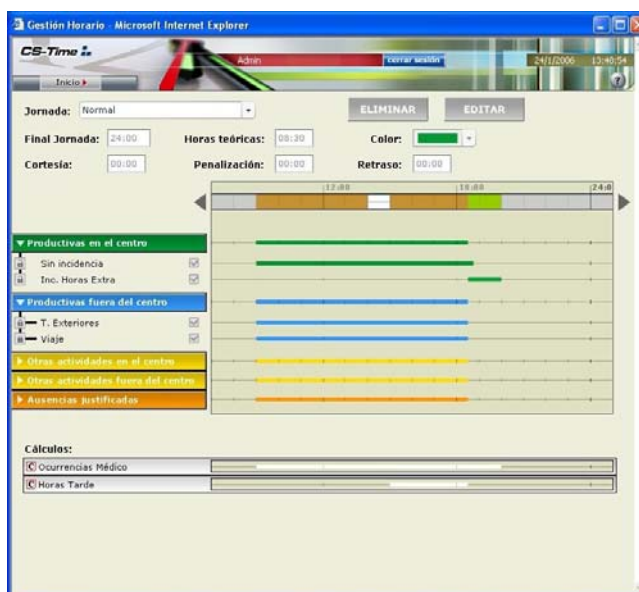 Gestión Horario - Microsoft Internet Explorer
CS-Time
Admin
cerrar sesión
24/1/2006 13:40:54
Inicio
?
Jornada: Normal
ELIMINAR EDITAR
Final Jornada: 24:00 Horas teóricas: 08:30 Color:
Cortesía: 00:00 Penalización: 00:00 Retraso: 00:00
12:00 18:00 24:0
Productivas en el centro
Sin incidencia
Inc. Horas Extra
Productivas fuera del centro
T. Exteriores
Viaje
Otras actividades en el centro
Otras actividades fuera del centro
Ausencias justificadas
Cálculos:
C Ocurrencias Médico
C Horas Tarde